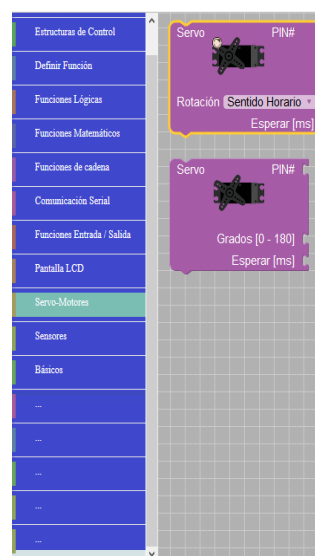 Estructuras de Control
Definir Función
Funciones Lógicas
Funciones Matemáticos
Funciones de cadena
Comunicación Serial
Funciones Entrada / Salida
Pantalla LCD
Servo-Motores
Sensores
Básicos
...
...
...
...
...
Servo PIN#
Rotación Sentido Horario
Esperar [ms]
Servo PIN#
Grados [0 - 180]
Esperar [ms]